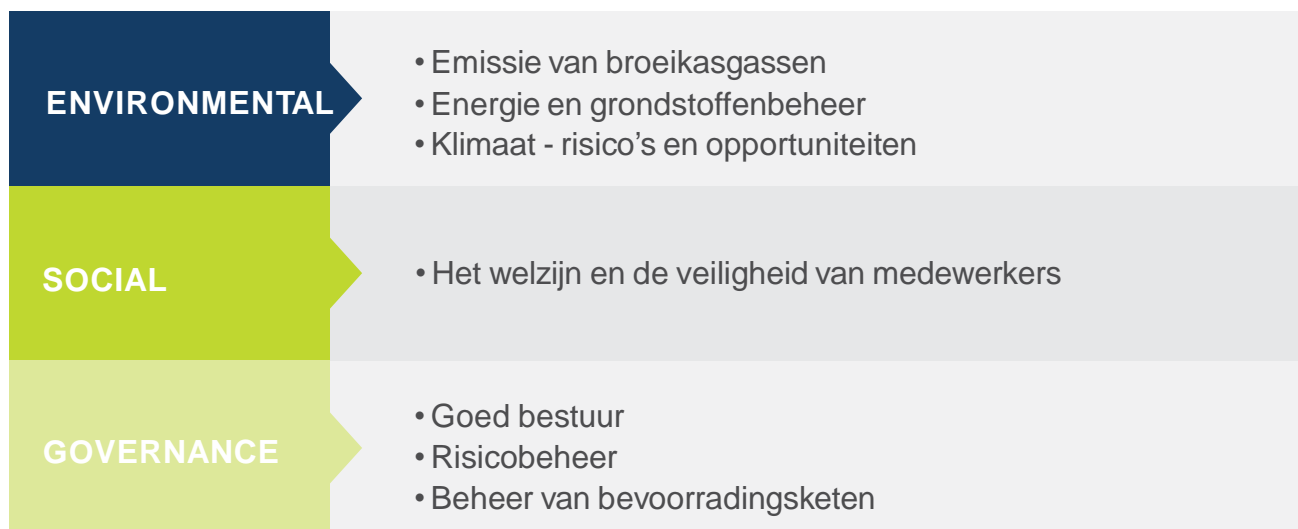 ENVIRONMENTAL
• Emissie van broeikasgassen
• Energie en grondstoffenbeheer
• Klimaat - risico’s en opportuniteiten
SOCIAL
• Het welzijn en de veiligheid van medewerkers
GOVERNANCE
• Goed bestuur
• Risicobeheer
• Beheer van bevoorradingsketen